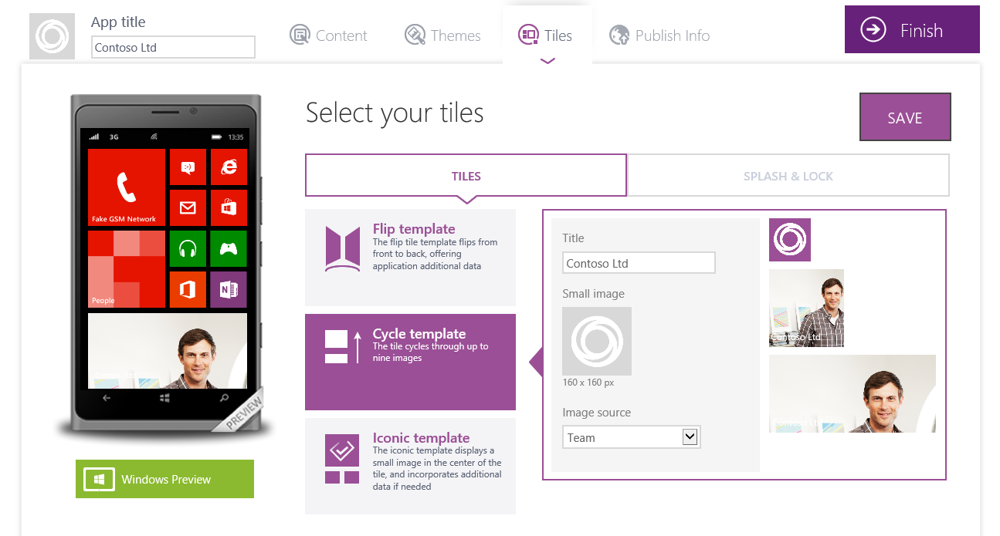 App title
Contoso Ltd
Content
Themes
Tiles
Publish Info
Finish
Select your tiles
SAVE
TILES
SPLASH & LOCK
3G
13:35
Fake GSM Network
People
Contoso Ltd
PREVIEW
Windows Preview
Flip template
The flip tile template flips from
front to back, offering
application additional data
Cycle template
The tile cycles through up to
nine images
Iconic template
The iconic template displays a
small image in the center of the
tile, and incorporates additional
data if needed
Title
Contoso Ltd
Small image
160 x 160 px
Image source
Team
Contoso Ltd
Contoso Ltd